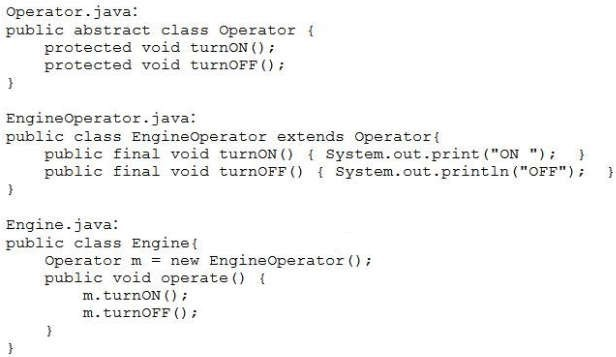 Operator.java:
public abstract class Operator {
    protected void turnON();
    protected void turnOFF();
}

EngineOperator.java:
public class EngineOperator extends Operator{
    public final void turnON() { System.out.print("ON ");  }
    public final void turnOFF() { System.out.println("OFF");  }
}

Engine.java:
public class Engine{
    Operator m = new EngineOperator();
    public void operate() {
        m.turnON();
        m.turnOFF();
    }
}